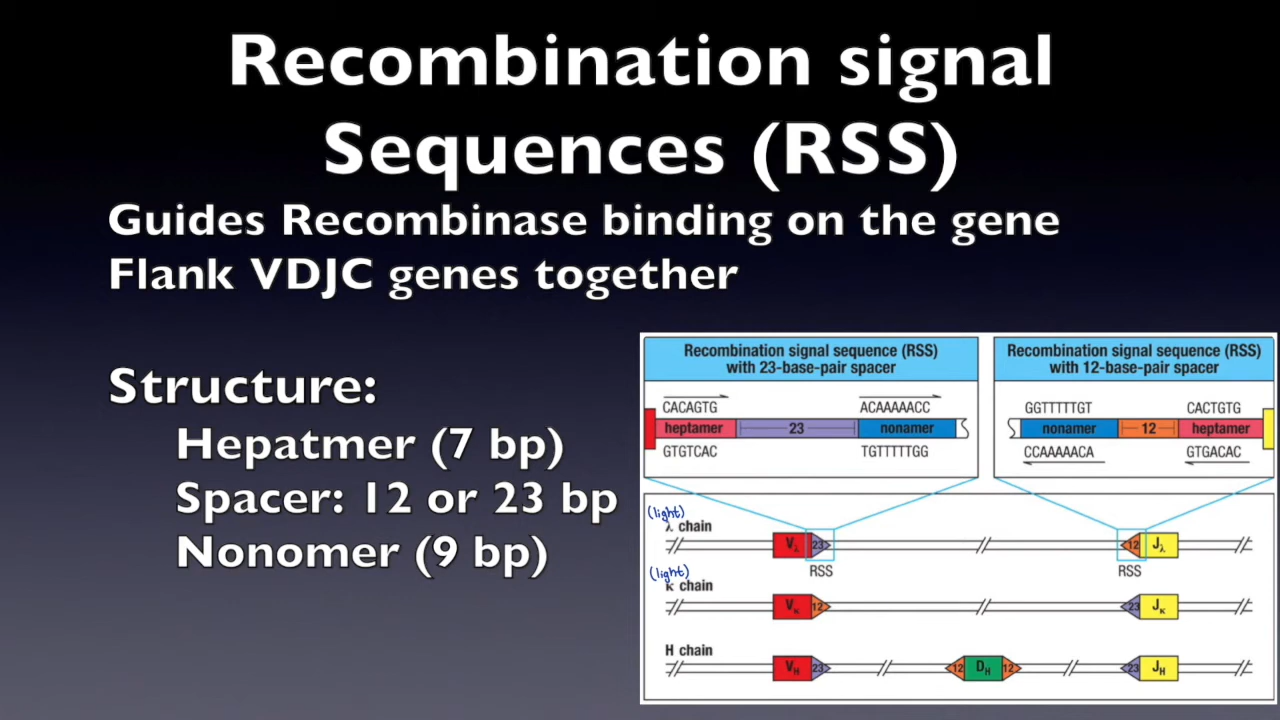 Recombination signal
Sequences (RSS)
Guides Recombinase binding on the gene
Flank VDJC genes together
Structure:
Hepatmer (7 bp)
Spacer: 12 or 23 bp
Nonomer (9 bp)
Recombination signal sequence (RSS)
with 23-base-pair spacer
CACAGTG ACAAAAACC
heptamer 23 nonamer
GTGTCAC TGTTTTTGG
Recombination signal sequence (RSS)
with 12-base-pair spacer
GGTTTTTGT CACTGTG
nonamer 12 heptamer
CCAAAAACA GTGACAC
(light)
λ chain
Vλ 23 12 Jλ
RSS RSS
(light)
κ chain
Vκ 12 23 Jκ
H chain
VH 23 12 DH 12 23 JH